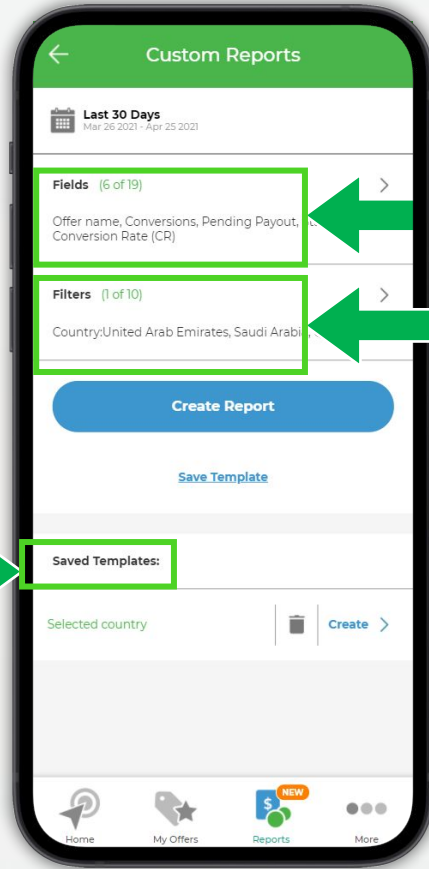 Custom Reports
Last 30 Days
Mar 26 2021 - Apr 25 2021
Fields (6 of 19)
Offer name, Conversions, Pending Payout,
Conversion Rate (CR)
Filters (1 of 10)
Country:United Arab Emirates, Saudi Arabia,
Create Report
Save Template
Saved Templates:
Selected country
Create
NEW
Home
My Offers
Reports
More